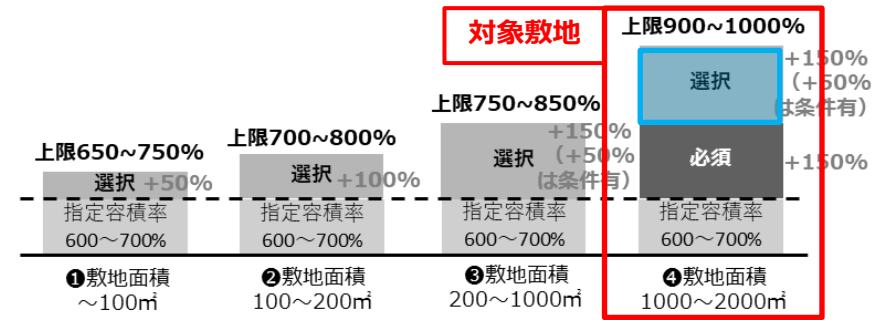 対象敷地
上限650~750%
選択 +50%
指定容積率
600～700%
❶敷地面積
～100㎡
上限700~800%
選択 +100%
指定容積率
600～700%
❷敷地面積
100～200㎡
上限750~850%
選択
+150%
（+50%
は条件有）
指定容積率
600～700%
❸敷地面積
200～1000㎡
上限900~1000%
選択
+150%
（+50%
は条件有）
必須 +150%
指定容積率
600～700%
❹敷地面積
1000～2000㎡